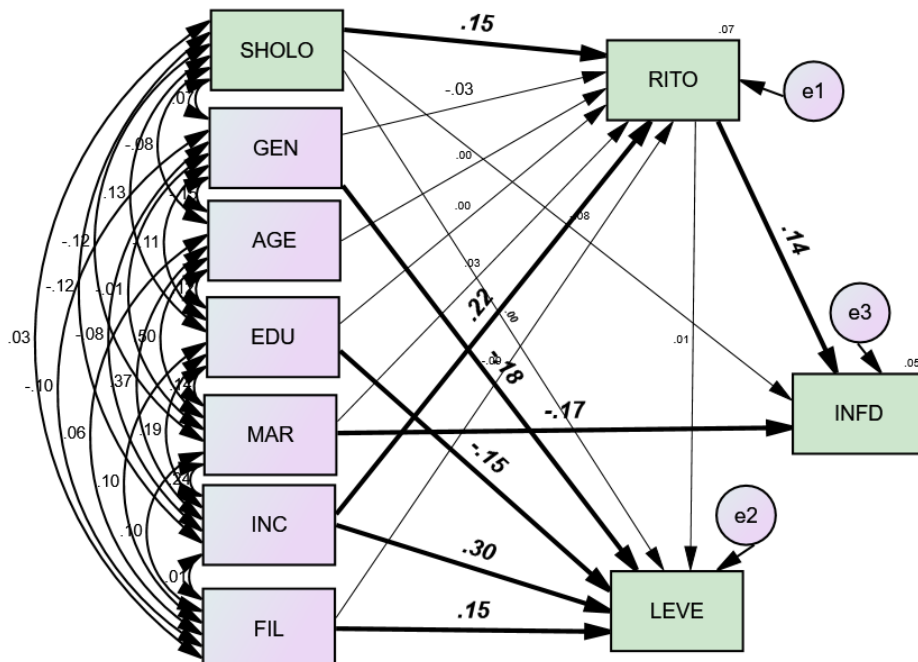 .07
SHOLO
.15
RITO
e1
.07
-.03
GEN
-.08
.00
.13
AGE
.00
-.08
-.12
.11
.14
.03
-.12
-.01
.22
.00
e3
.03
-.08
.50
EDU
.01
-.09
.05
-.10
.37
.14
-.18
INFD
-.17
.06
.19
MAR
-.15
.10
.24
e2
.10
INC
.30
.01
.15
FIL
LEVE